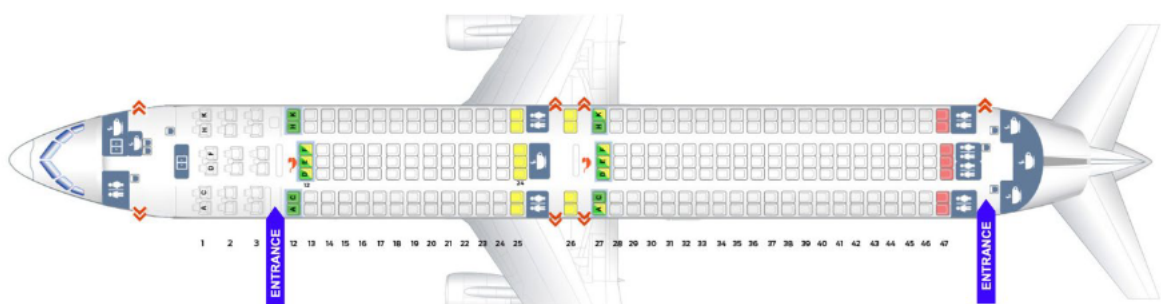 K K K K
H H H H
F F F
D D E F D E F
12 24
C C C C
A A A A
1 2 3 12 13 14 15 16 17 18 19 20 21 22 23 24 25 26 27 28 29 30 31 32 33 34 35 36 37 38 39 40 41 42 43 44 45 46 47
ENTRANCE
ENTRANCE